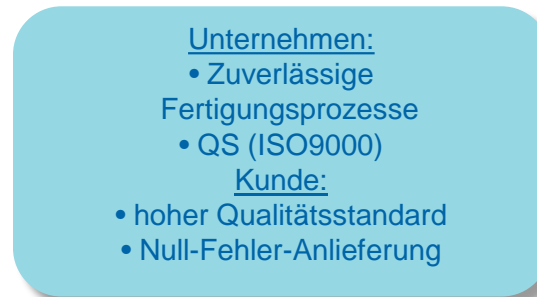 Unternehmen:
• Zuverlässige
Fertigungsprozesse
• QS (ISO9000)
Kunde:
• hoher Qualitätsstandard
• Null-Fehler-Anlieferung